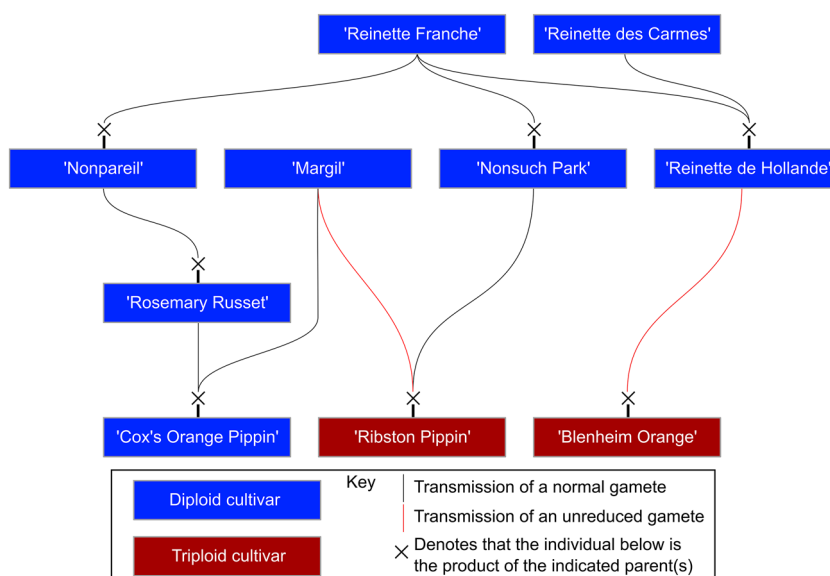 'Reinette Franche'
'Reinette des Carmes'
'Nonpareil'
'Margil'
'Nonsuch Park'
'Reinette de Hollande'
'Rosemary Russet'
'Cox's Orange Pippin'
'Ribston Pippin'
'Blenheim Orange'
Key
Diploid cultivar
Triploid cultivar
Transmission of a normal gamete
Transmission of an unreduced gamete
Denotes that the individual below is
the product of the indicated parent(s)